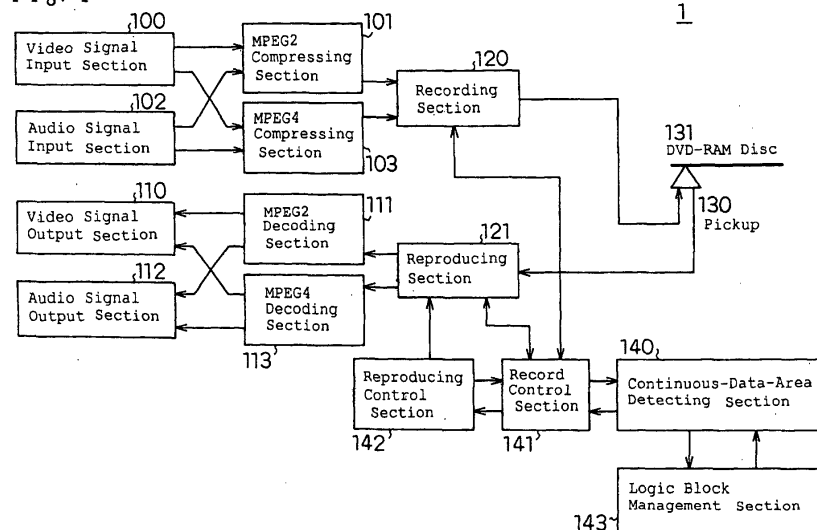 1
100
Video Signal
Input Section
101
MPEG2
Compressing
Section
102
Audio Signal
Input Section
MPEG4
Compressing
Section
103
120
Recording
Section
131
DVD-RAM Disc
130
Pickup
110
Video Signal
Output Section
111
MPEG2
Decoding
Section
112
Audio Signal
Output Section
MPEG4
Decoding
Section
113
121
Reproducing
Section
Reproducing
Control
Section
142
Record
Control
Section
141
140
Continuous-Data-Area
Detecting Section
Logic Block
Management Section
143